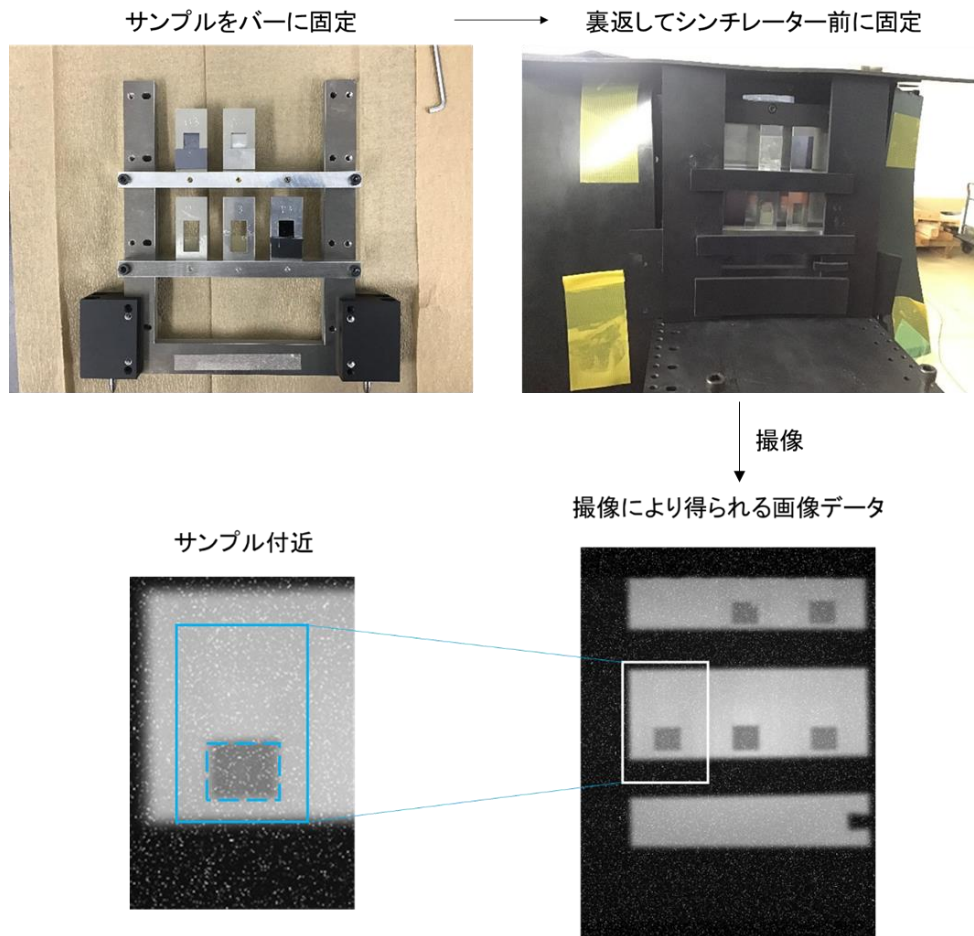 サンプルをバーに固定
裏返してシンチレーター前に固定
撮像
撮像により得られる画像データ
サンプル付近